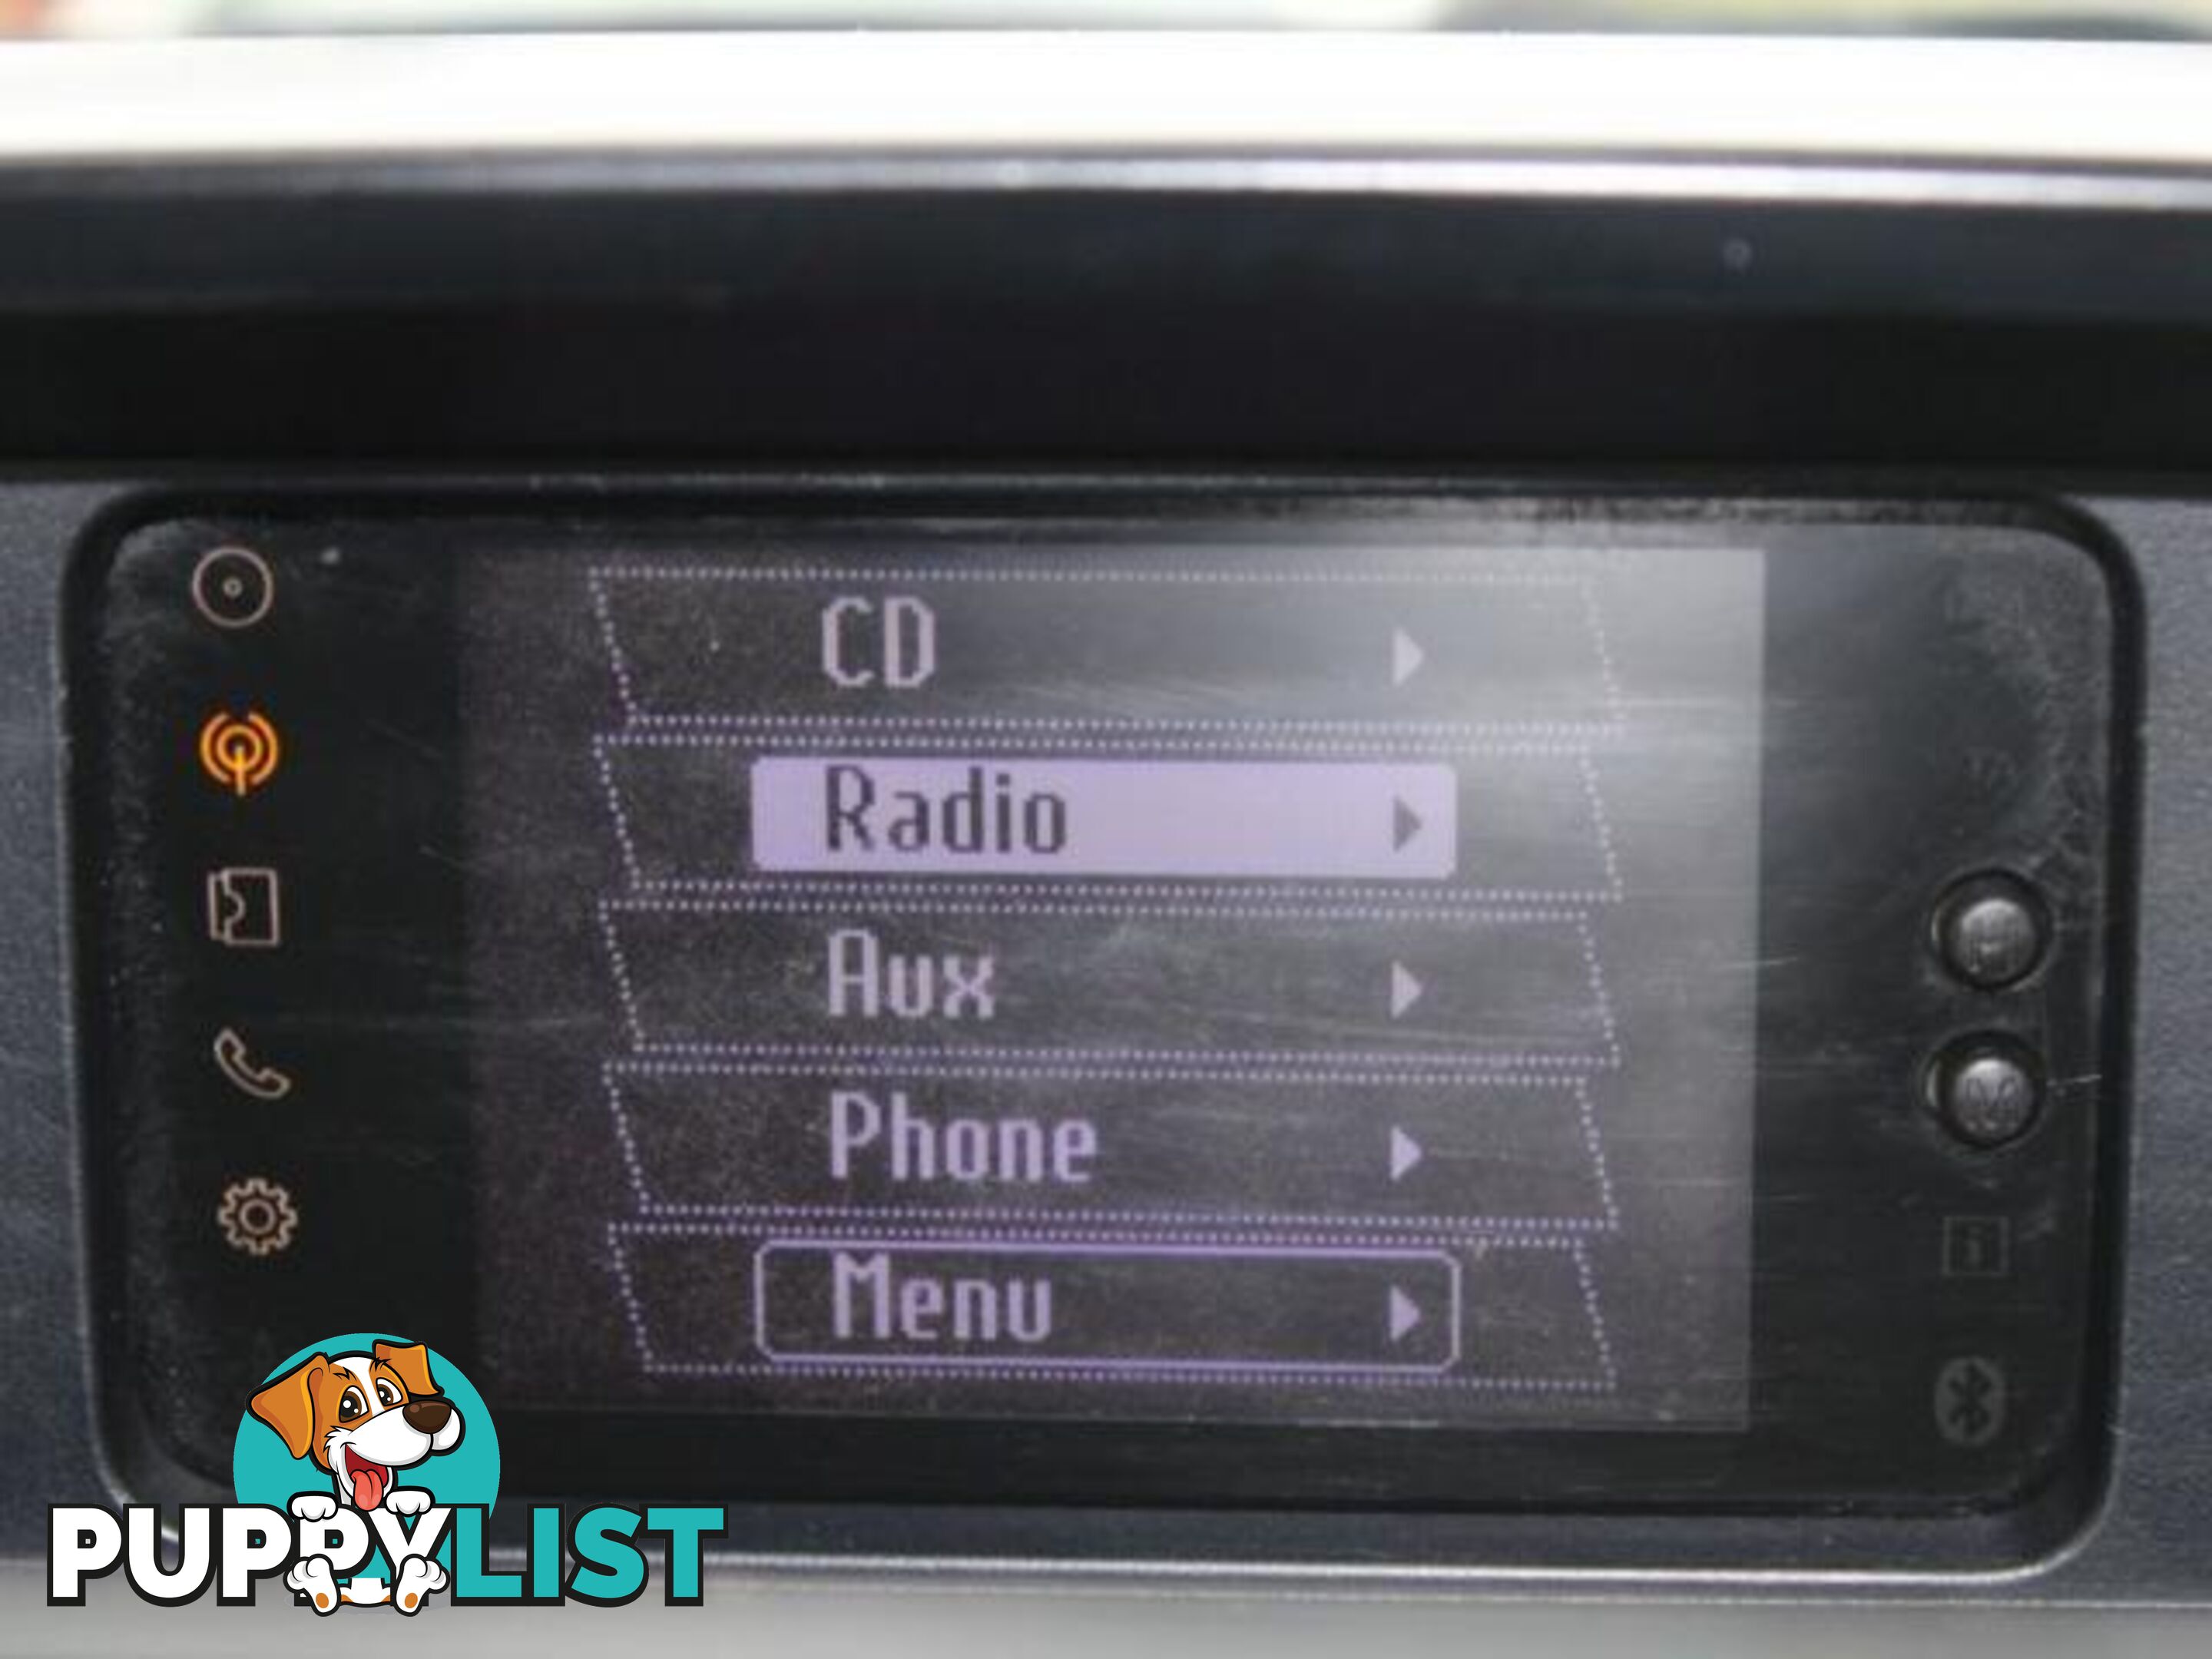 CD
Radio
Aux
Phone
Menu
H
M
i
PUPPYLIST